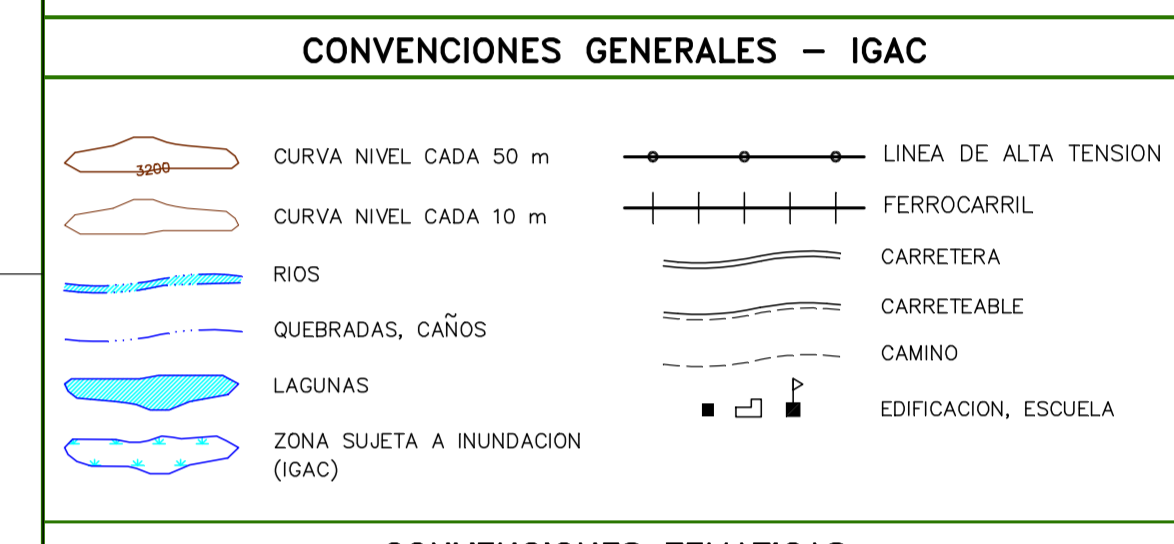 CONVENCIONES GENERALES – IGAC
3200
CURVA NIVEL CADA 50 m
CURVA NIVEL CADA 10 m
RIOS
QUEBRADAS, CAÑOS
LAGUNAS
ZONA SUJETA A INUNDACION
(IGAC)
LINEA DE ALTA TENSION
FERROCARRIL
CARRETERA
CARRETEABLE
CAMINO
EDIFICACION, ESCUELA